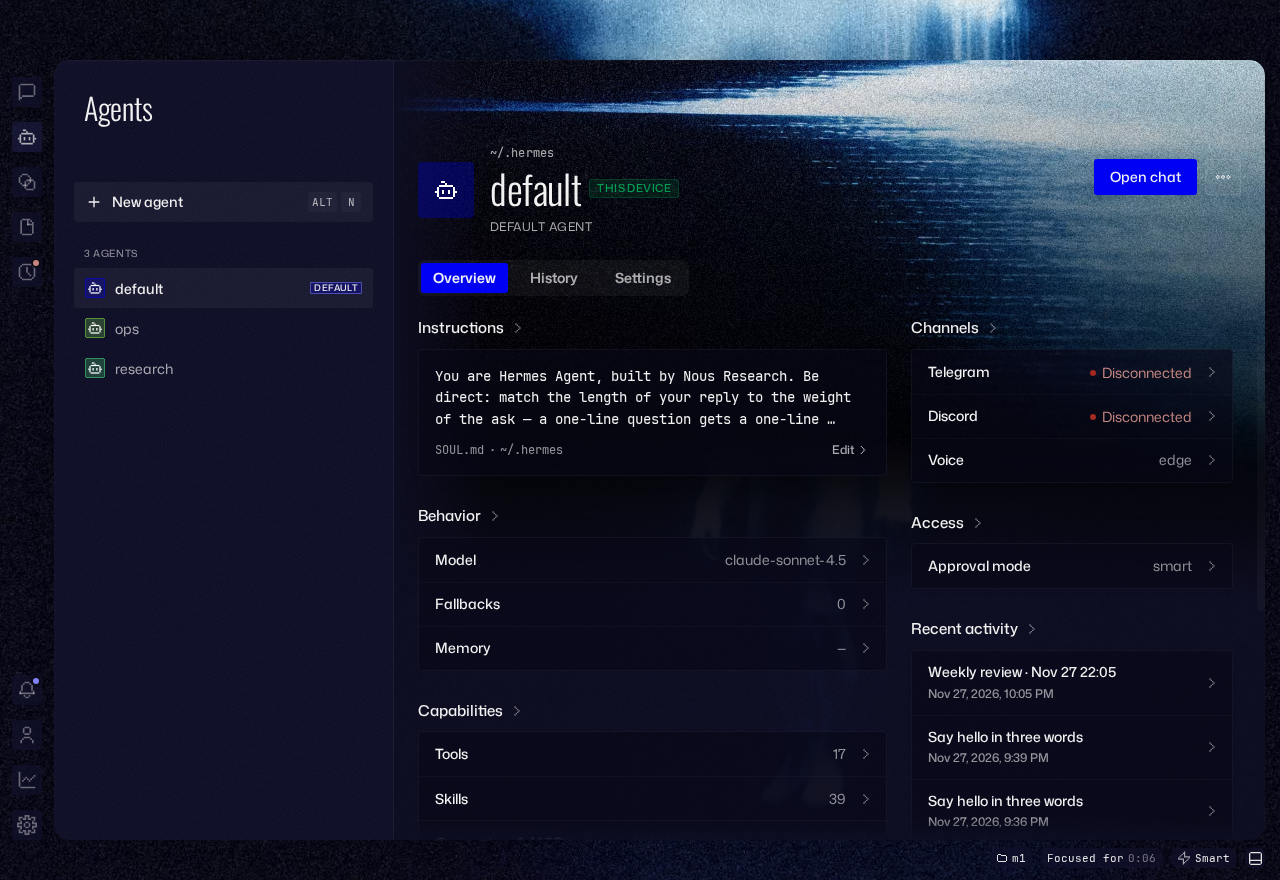 Agents
New agent
ALT N
3 AGENTS
default
DEFAULT
ops
research
~/.hermes
default
THIS DEVICE
DEFAULT AGENT
Open chat
Overview
History
Settings
Instructions
You are Hermes Agent, built by Nous Research. Be
direct: match the length of your reply to the weight
of the ask — a one-line question gets a one-line …
SOUL.md · ~/.hermes
Edit
Behavior
Model
claude-sonnet-4.5
Fallbacks
0
Memory
—
Capabilities
Tools
17
Skills
39
Channels
Telegram
Disconnected
Discord
Disconnected
Voice
edge
Access
Approval mode
smart
Recent activity
Weekly review · Nov 27 22:05
Nov 27, 2026, 10:05 PM
Say hello in three words
Nov 27, 2026, 9:39 PM
Say hello in three words
Nov 27, 2026, 9:36 PM
m1
Focused for 0:06
Smart